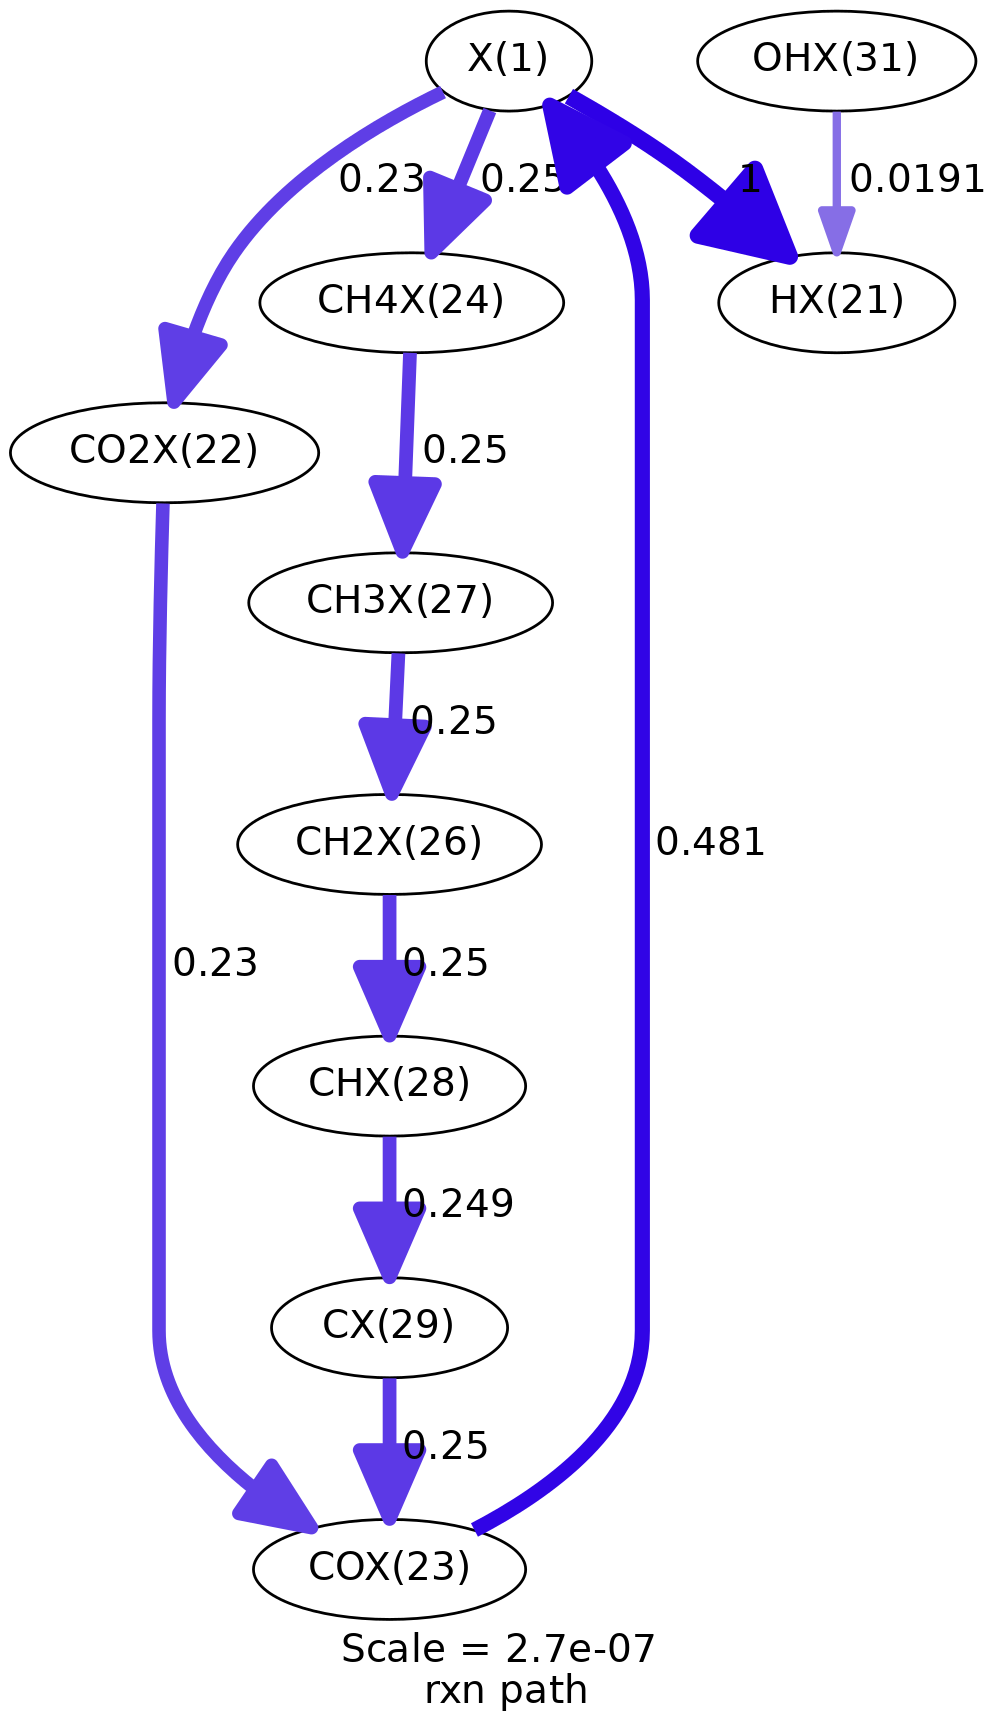 X(1)
OHX(31)
0.23
0.25
1
0.0191
CH4X(24)
HX(21)
CO2X(22)
0.25
CH3X(27)
0.25
CH2X(26)
0.481
0.23
0.25
CHX(28)
0.249
CX(29)
0.25
COX(23)
Scale = 2.7e-07
rxn path